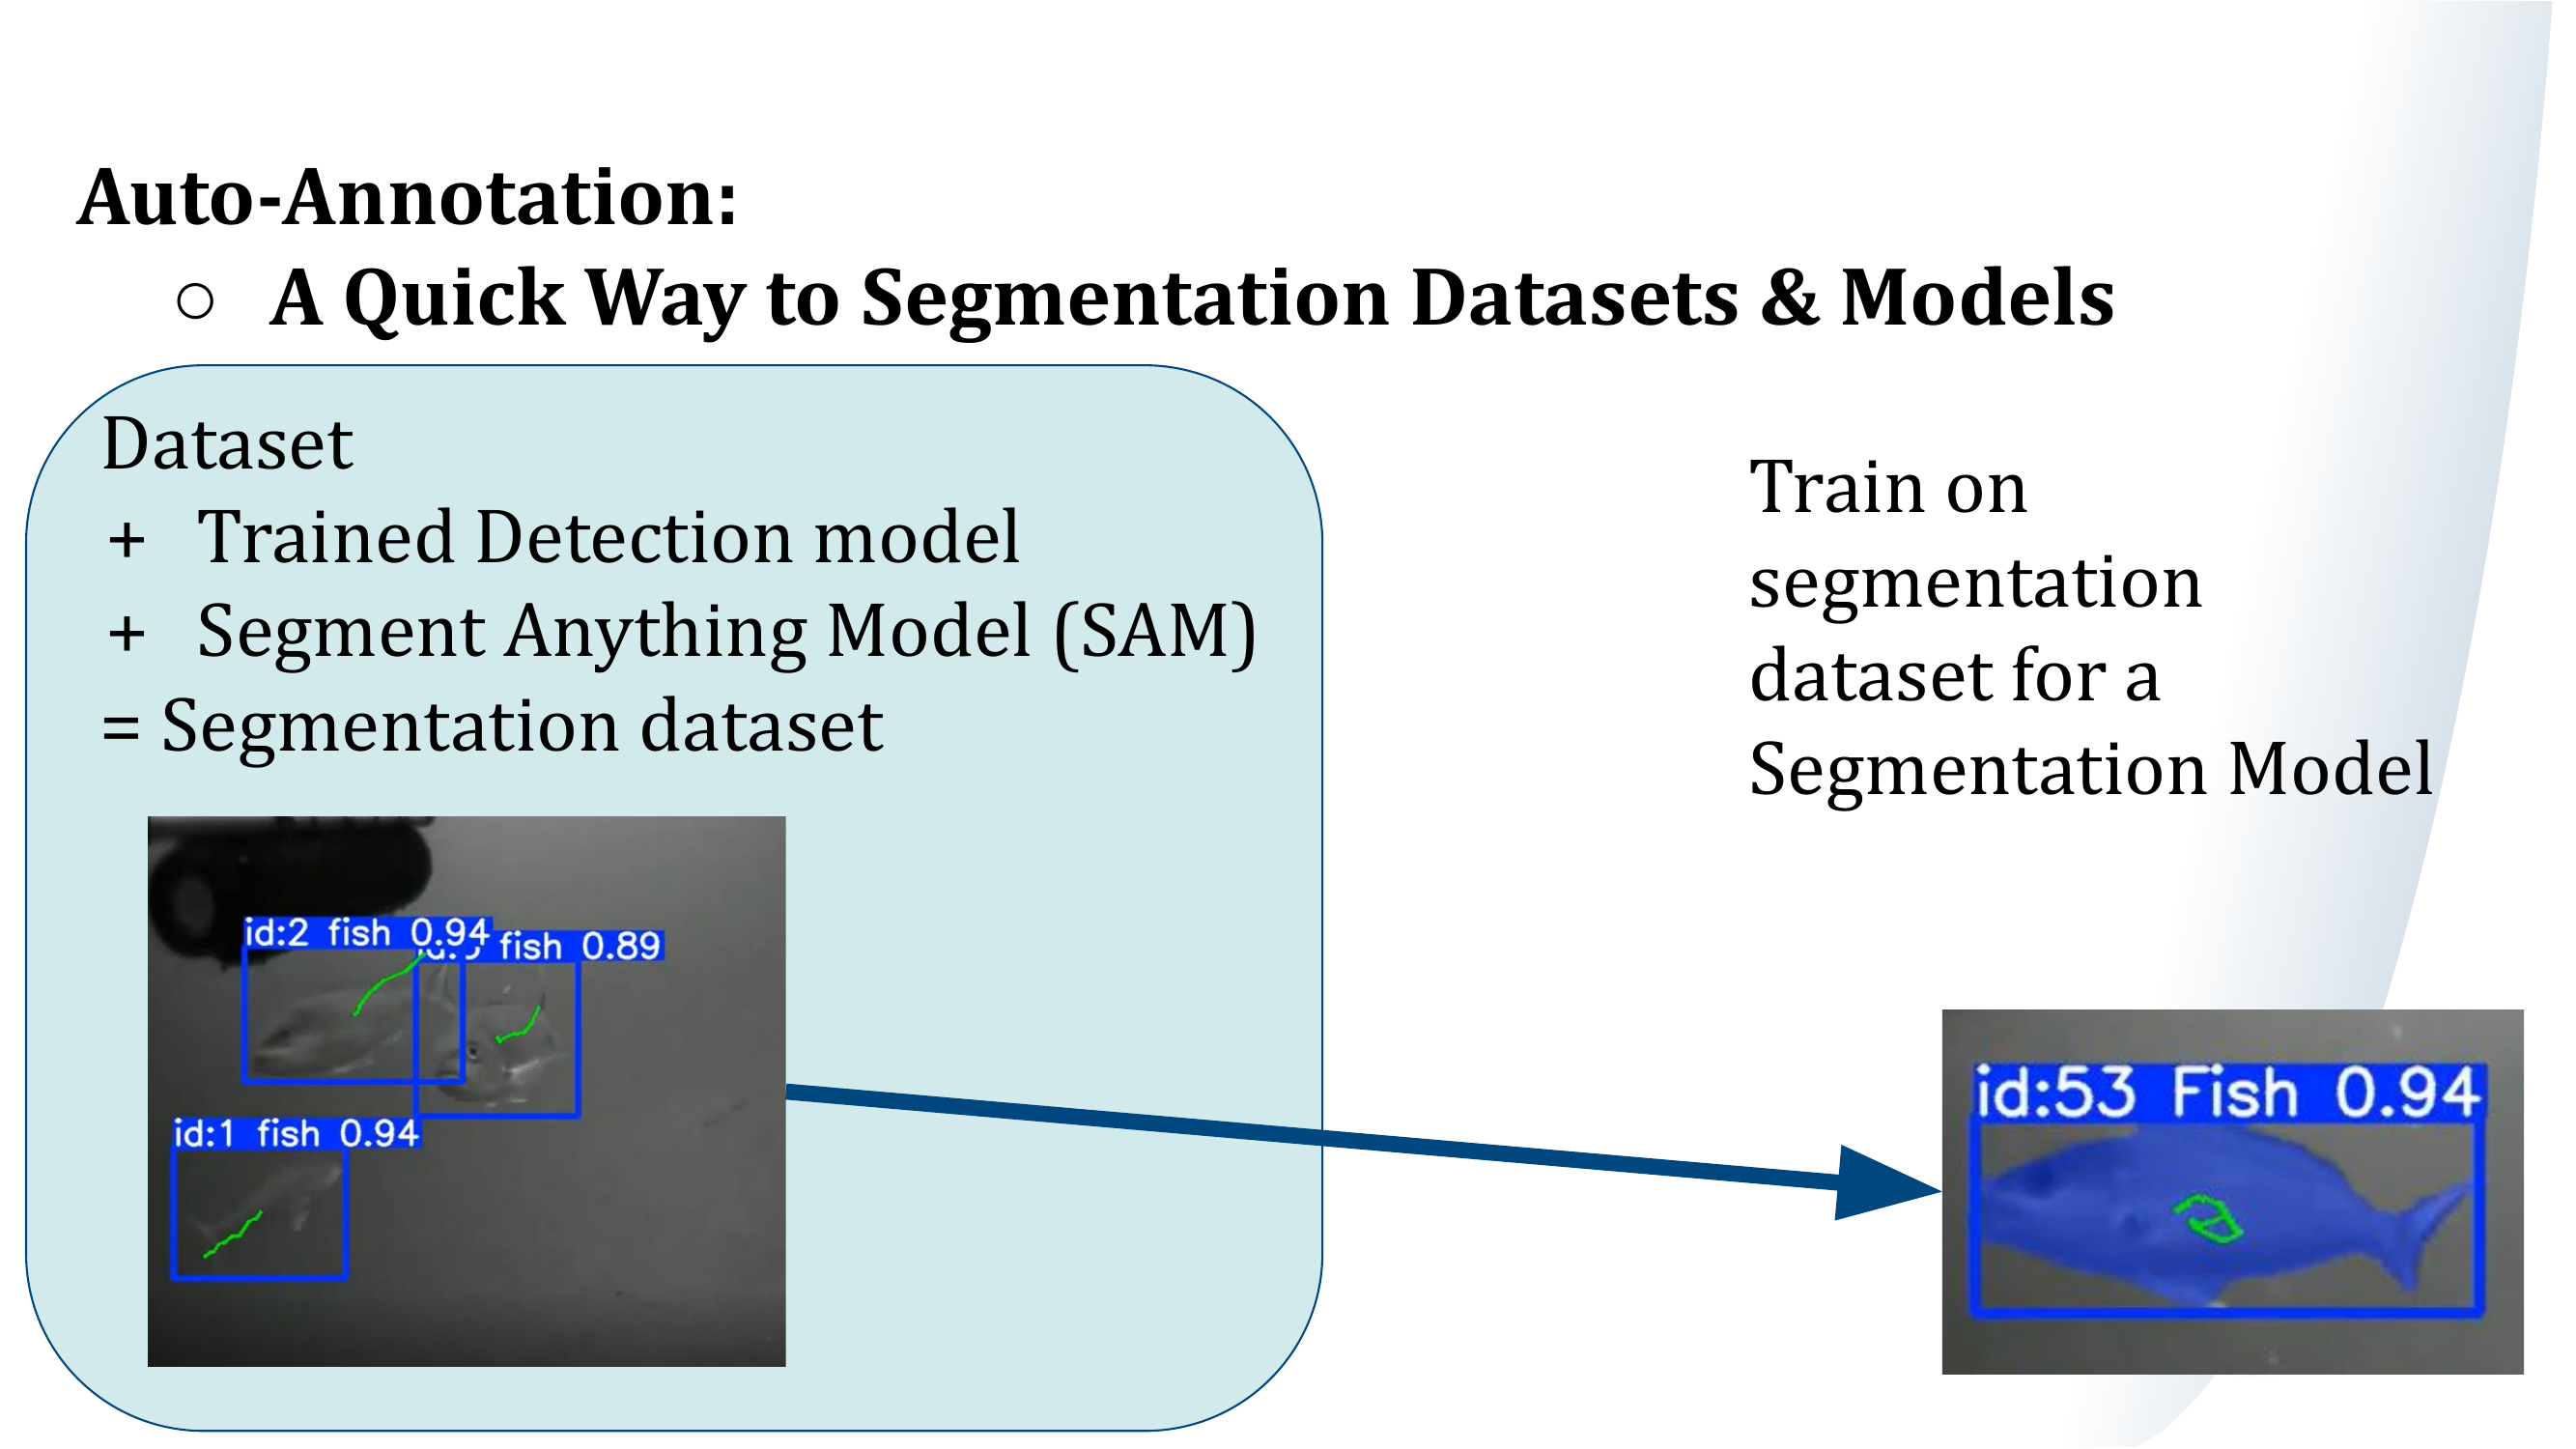 Auto-Annotation:
○ A Quick Way to Segmentation Datasets & Models
Dataset
+ Trained Detection model
+ Segment Anything Model (SAM)
= Segmentation dataset
Train on
segmentation
dataset for a
Segmentation Model
id:2 fish 0.94
fish 0.89
id:1 fish 0.94
id:53 Fish 0.94